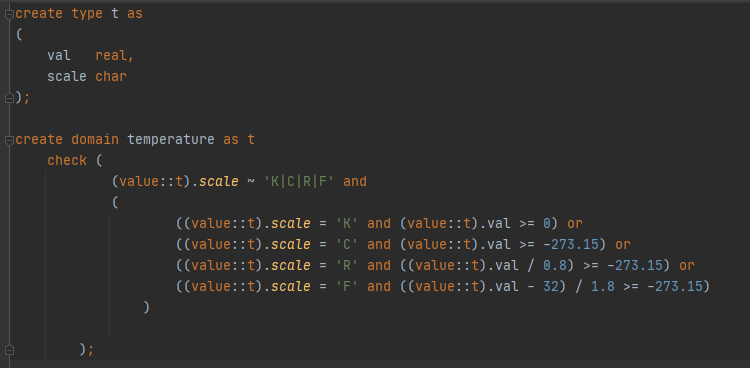 create type t as
(
    val   real,
    scale char
);

create domain temperature as t
    check (
            (value::t).scale ~ 'K|C|R|F' and
            (
                    ((value::t).scale = 'K' and (value::t).val >= 0) or
                    ((value::t).scale = 'C' and (value::t).val >= -273.15) or
                    ((value::t).scale = 'R' and ((value::t).val / 0.8) >= -273.15) or
                    ((value::t).scale = 'F' and ((value::t).val - 32) / 1.8 >= -273.15)
                )

        );